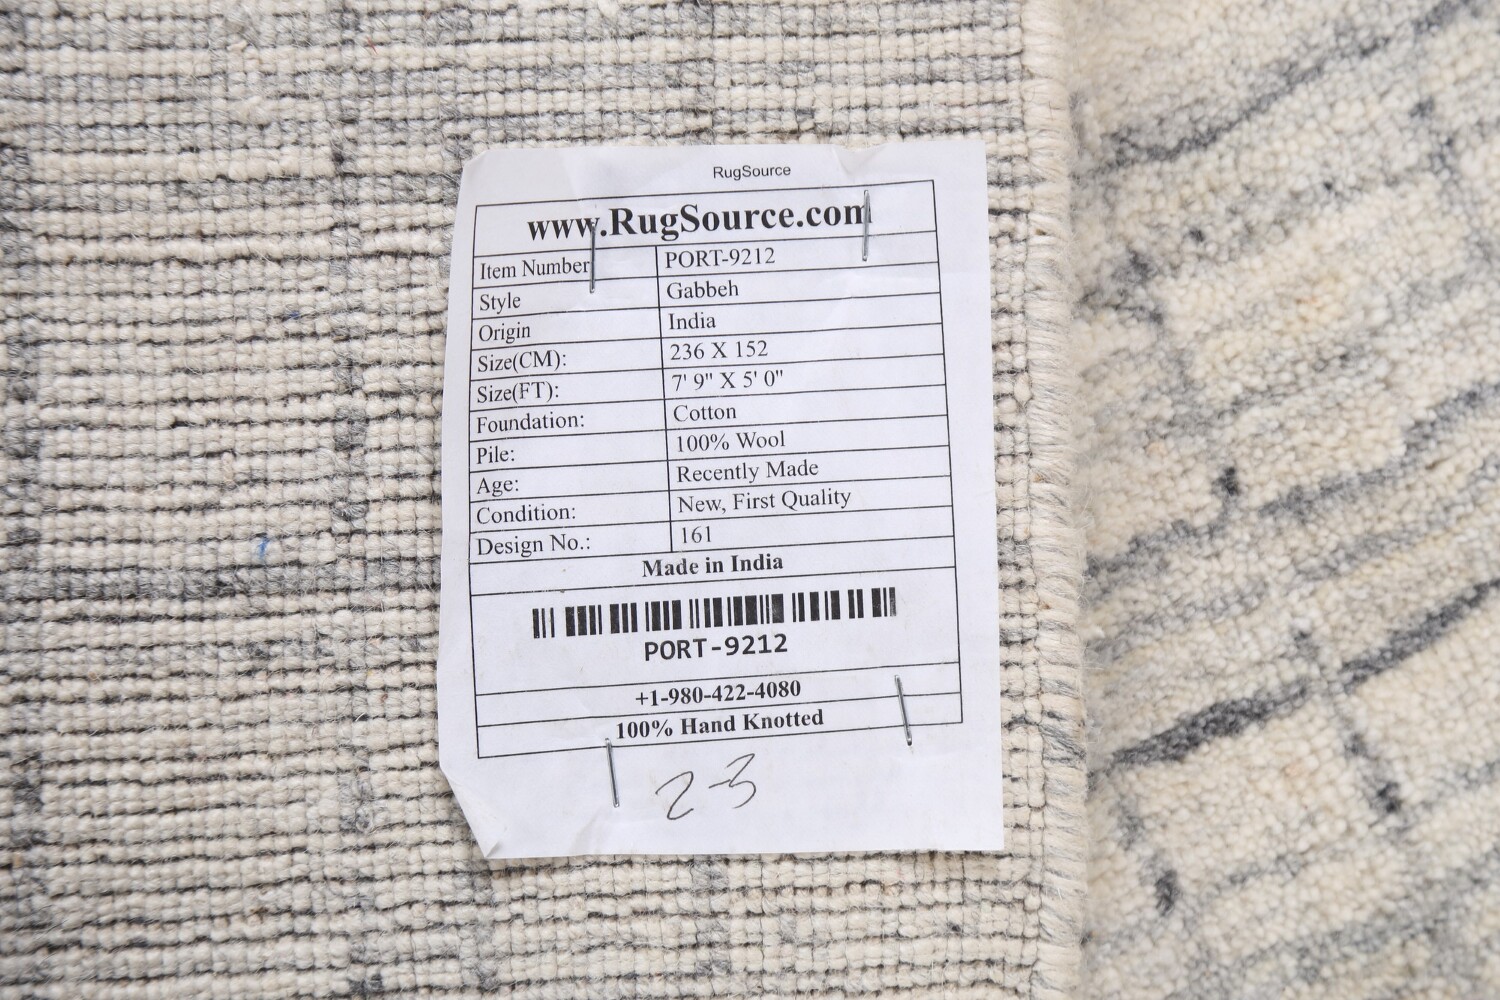 RugSource
www.RugSource.com
Item Number PORT-9212
Style Gabbeh
Origin India
Size(CM): 236 X 152
Size(FT): 7' 9" X 5' 0"
Foundation: Cotton
Pile: 100% Wool
Age: Recently Made
Condition: New, First Quality
Design No.: 161
Made in India
PORT-9212
+1-980-422-4080
100% Hand Knotted
2-3